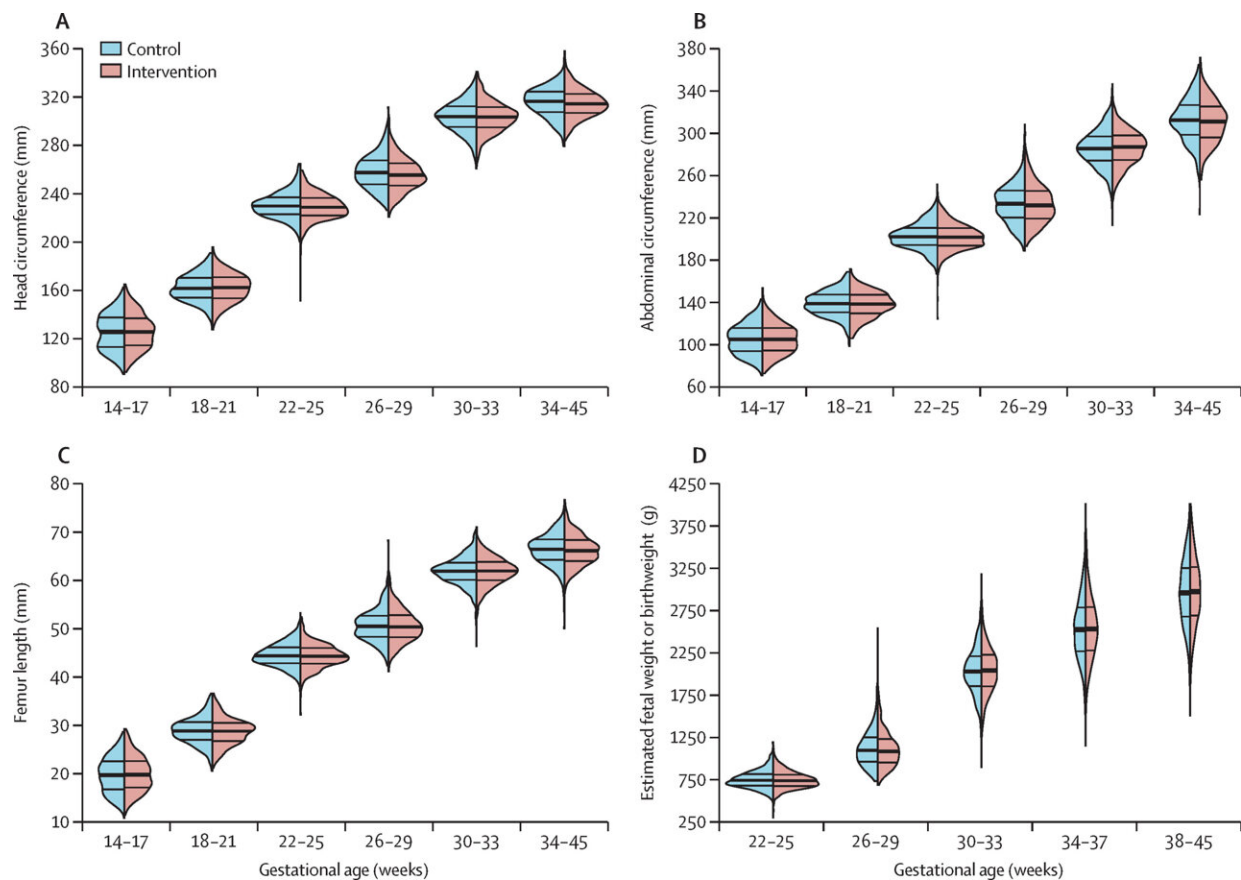 A
Control
Intervention
Head circumference (mm)
360
320
260
200
160
120
80
14–17 18–21 22–25 26–29 30–33 34–45
B
Abdominal circumference (mm)
380
340
300
260
220
200
140
100
60
14–17 18–21 22–25 26–29 30–33 34–45
C
Femur length (mm)
80
70
60
50
40
30
20
10
14–17 18–21 22–25 26–29 30–33 34–45
Gestational age (weeks)
D
Estimated fetal weight or birthweight (g)
4250
3750
3250
2750
2250
1750
1250
750
250
22–25 26–29 30–33 34–37 38–45
Gestational age (weeks)